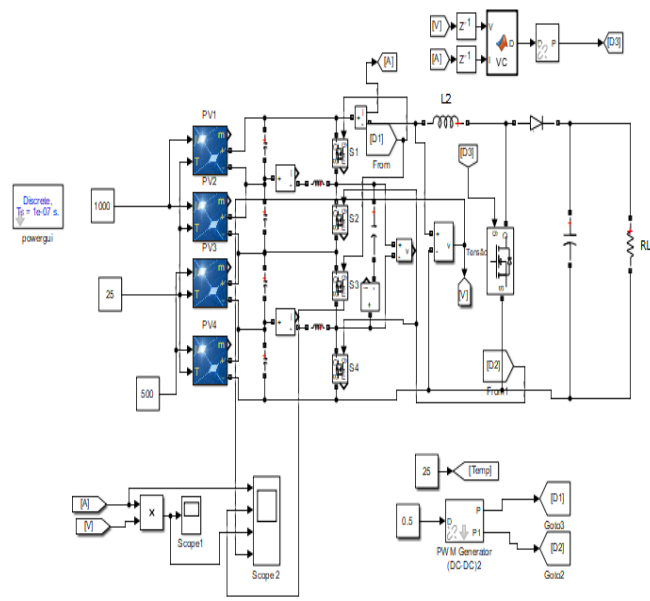 [V]
Z-1
V
D
P
[D3]
[A]
Z-1
I
VC
[A]
L2
PV1
[D1]
From
S1
m
+
-
T
PV2
[D3]
Discrete,
Ts = 1e-07 s.
powergui
1000
m
+
-
T
S2
RL
PV3
25
m
+
-
T
S3
[V]
PV4
m
+
-
T
S4
[D2]
From1
500
25
[Temp]
[A]
[V]
×
Scope1
Scope 2
0.5
D
P
P1
[D1]
Goto3
[D2]
Goto2
PWM Generator
(DC-DC)2